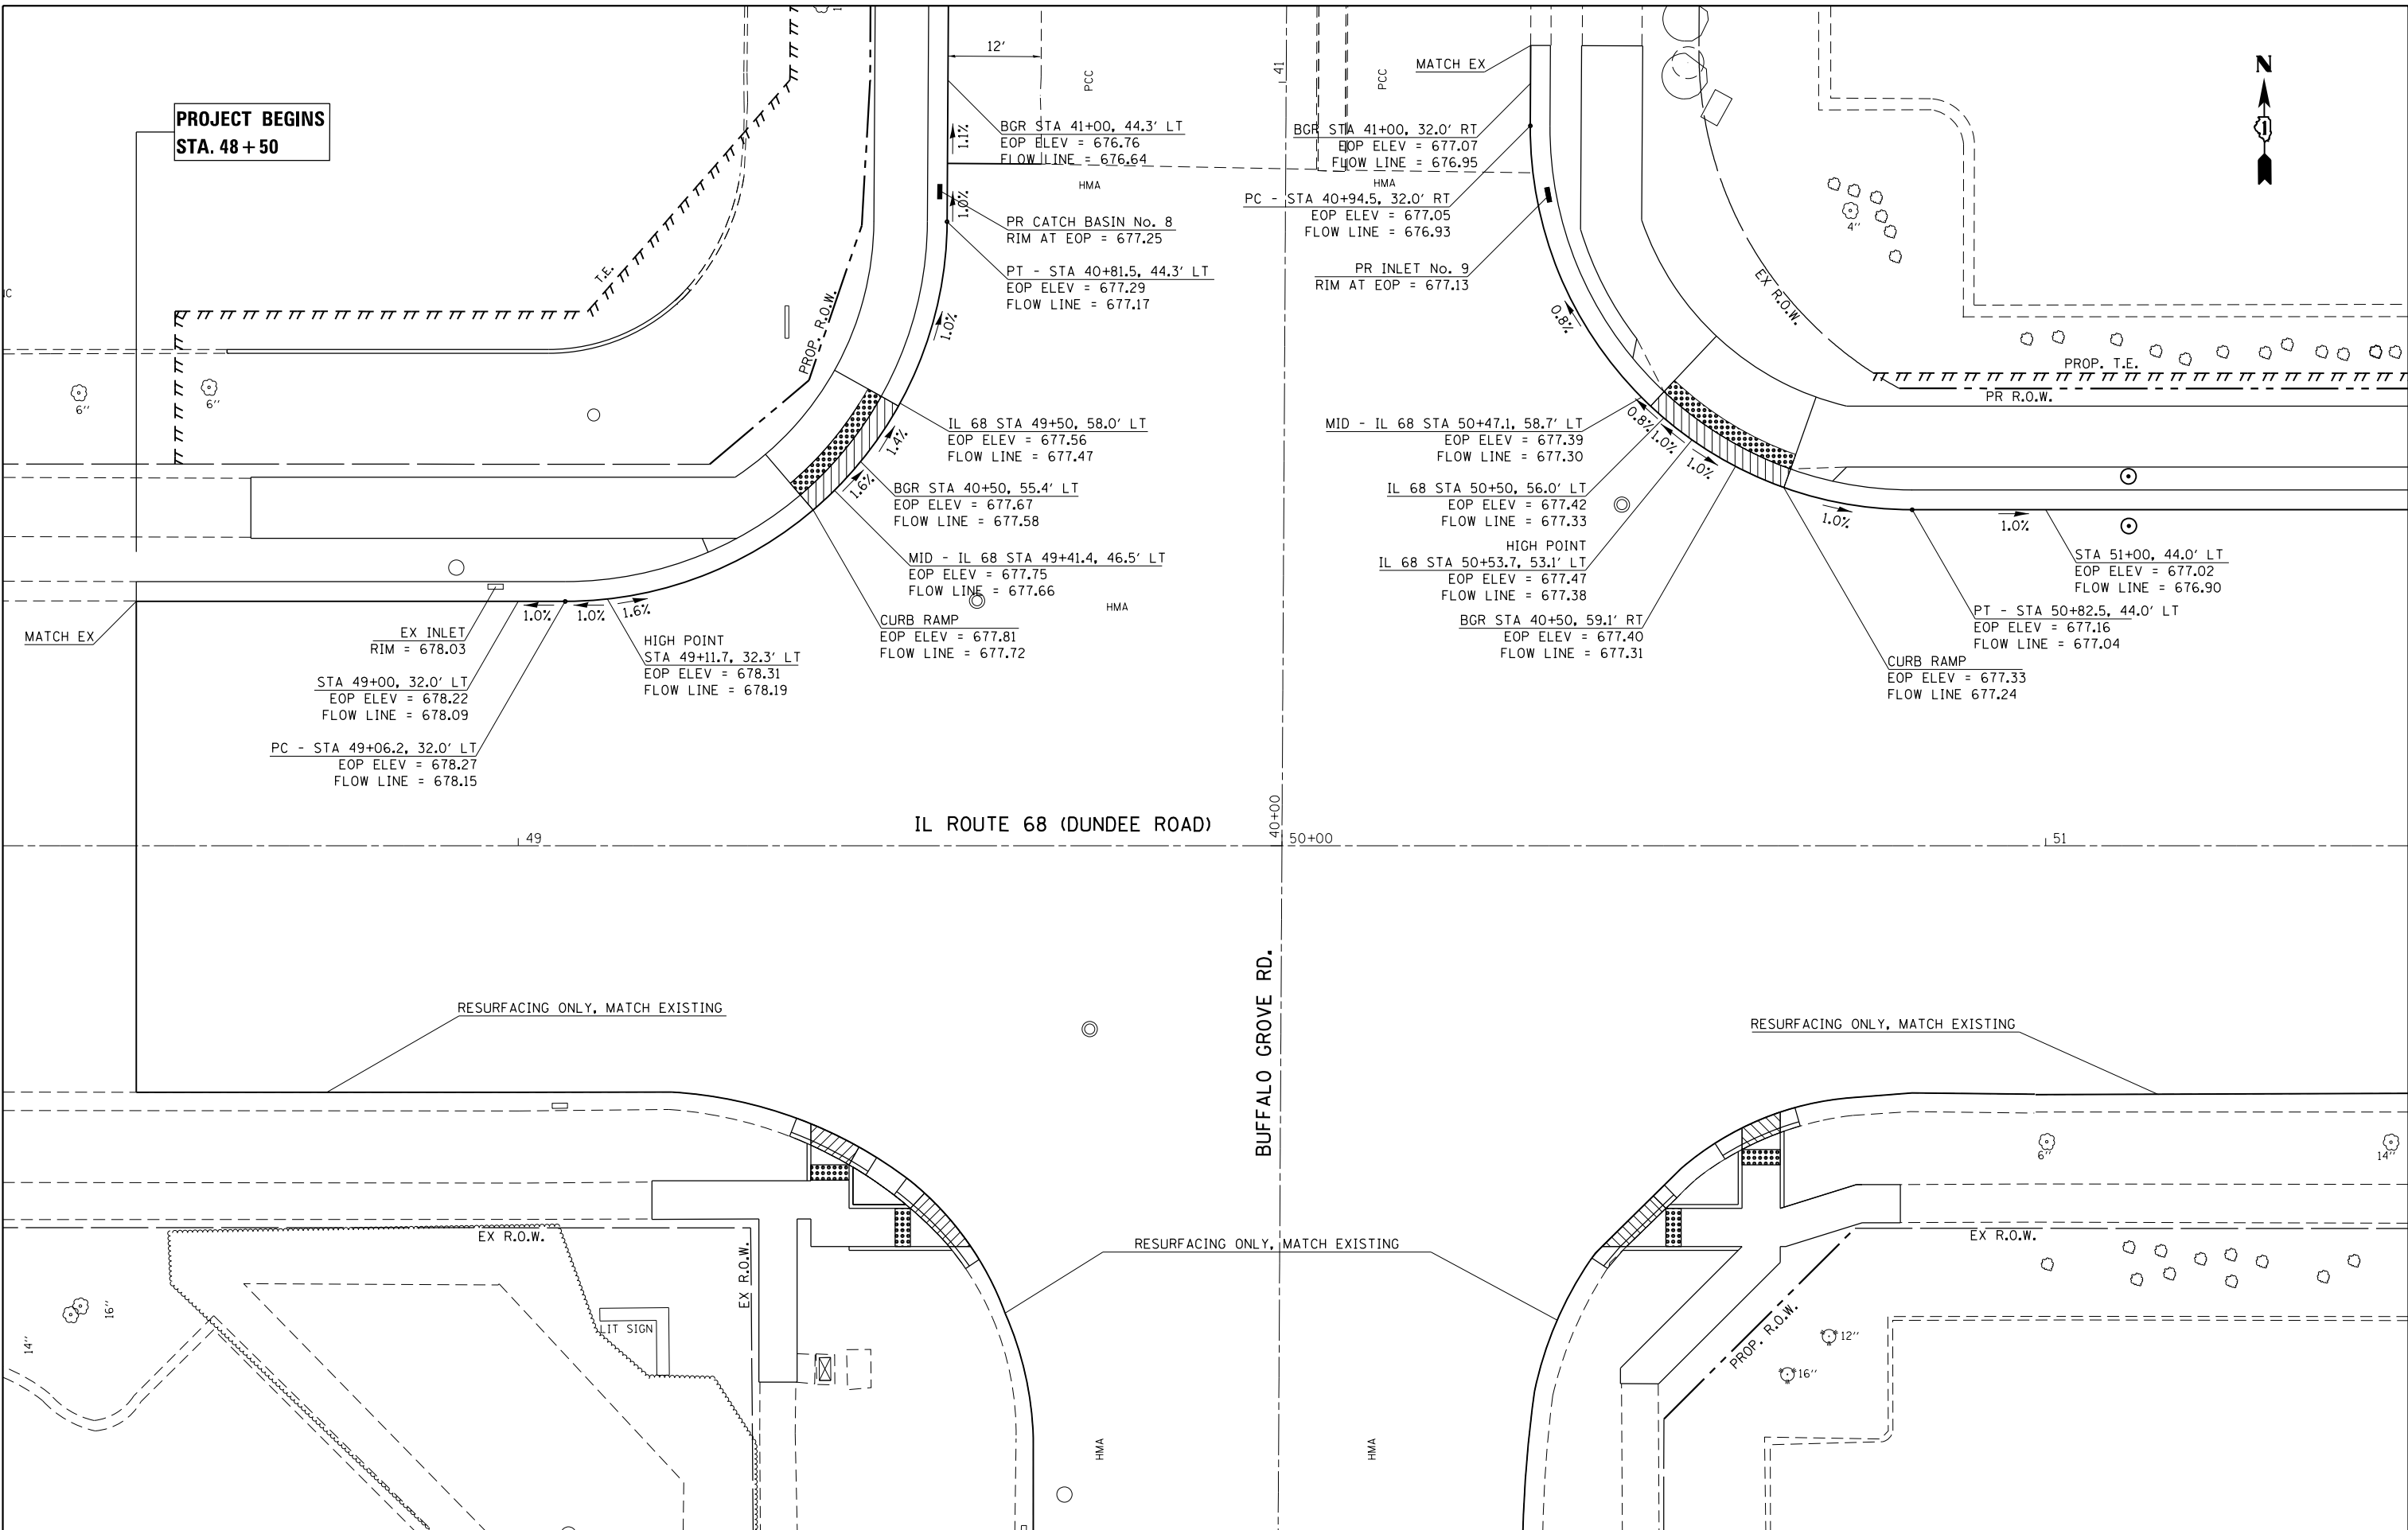 PROJECT BEGINS
STA. 48+50
12'
PCC
41
PCC
MATCH EX
N
1
BGR STA 41+00, 44.3' LT
EOP ELEV = 676.76
FLOW LINE = 676.64
1.1%
HMA
1.0%
PR CATCH BASIN No. 8
RIM AT EOP = 677.25
PT - STA 40+81.5, 44.3' LT
EOP ELEV = 677.29
FLOW LINE = 677.17
1.0%
BGR STA 41+00, 32.0' RT
EOP ELEV = 677.07
FLOW LINE = 676.95
HMA
PC - STA 40+94.5, 32.0' RT
EOP ELEV = 677.05
FLOW LINE = 676.93
PR INLET No. 9
RIM AT EOP = 677.13
0.8%
4"
EX R.O.W.
T.E.
PROP. R.O.W.
PROP. T.E.
PR R.O.W.
6"
6"
IL 68 STA 49+50, 58.0' LT
EOP ELEV = 677.56
FLOW LINE = 677.47
1.4%
BGR STA 40+50, 55.4' LT
EOP ELEV = 677.67
FLOW LINE = 677.58
1.6%
MID - IL 68 STA 49+41.4, 46.5' LT
EOP ELEV = 677.75
FLOW LINE = 677.66
HMA
CURB RAMP
EOP ELEV = 677.81
FLOW LINE = 677.72
MID - IL 68 STA 50+47.1, 58.7' LT
EOP ELEV = 677.39
FLOW LINE = 677.30
0.8%
1.0%
1.0%
IL 68 STA 50+50, 56.0' LT
EOP ELEV = 677.42
FLOW LINE = 677.33
HIGH POINT
IL 68 STA 50+53.7, 53.1' LT
EOP ELEV = 677.47
FLOW LINE = 677.38
BGR STA 40+50, 59.1' RT
EOP ELEV = 677.40
FLOW LINE = 677.31
1.0%
1.0%
STA 51+00, 44.0' LT
EOP ELEV = 677.02
FLOW LINE = 676.90
PT - STA 50+82.5, 44.0' LT
EOP ELEV = 677.16
FLOW LINE = 677.04
CURB RAMP
EOP ELEV = 677.33
FLOW LINE 677.24
MATCH EX
EX INLET
RIM = 678.03
1.0%
1.0%
1.6%
HIGH POINT
STA 49+11.7, 32.3' LT
EOP ELEV = 678.31
FLOW LINE = 678.19
STA 49+00, 32.0' LT
EOP ELEV = 678.22
FLOW LINE = 678.09
PC - STA 49+06.2, 32.0' LT
EOP ELEV = 678.27
FLOW LINE = 678.15
IL ROUTE 68 (DUNDEE ROAD)
49
40+00
50+00
51
BUFFALO GROVE RD.
RESURFACING ONLY, MATCH EXISTING
RESURFACING ONLY, MATCH EXISTING
RESURFACING ONLY, MATCH EXISTING
EX R.O.W.
EX R.O.W.
LIT SIGN
16"
14"
6"
14"
EX R.O.W.
PROP. R.O.W.
12"
16"
HMA
HMA